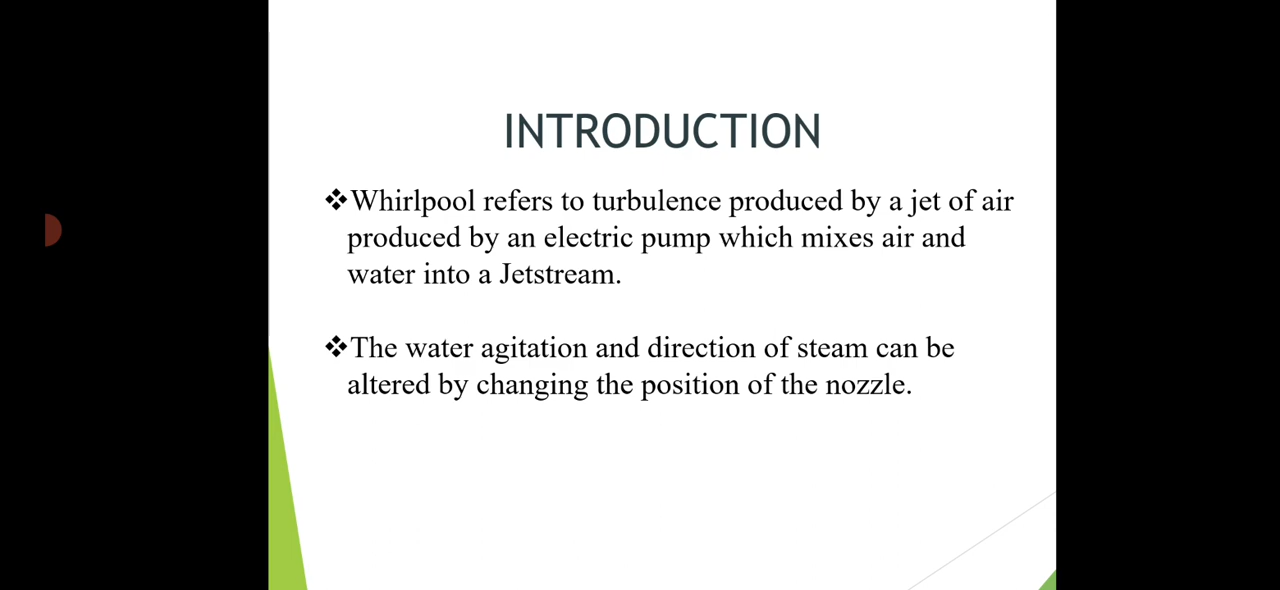 INTRODUCTION
❖Whirlpool refers to turbulence produced by a jet of air
produced by an electric pump which mixes air and
water into a Jetstream.
❖The water agitation and direction of steam can be
altered by changing the position of the nozzle.